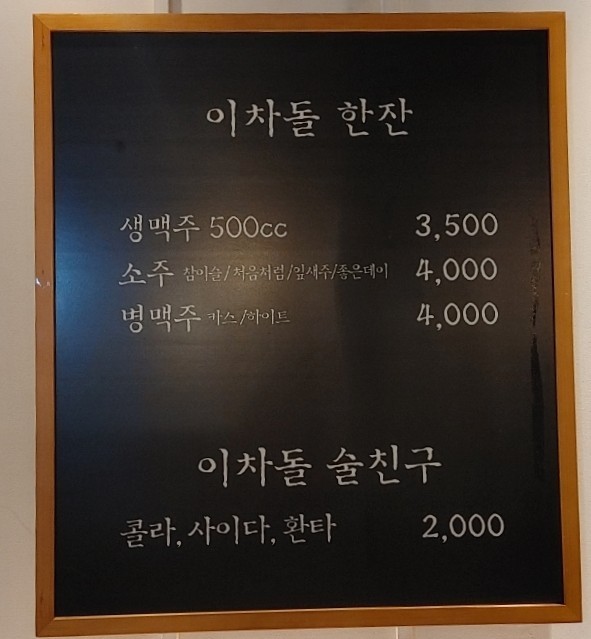 이차돌 한잔
생맥주 500cc 3,500
소주 참이슬/처음처럼/잎새주/좋은데이 4,000
병맥주 카스/하이트 4,000
이차돌 술친구
콜라, 사이다, 환타 2,000